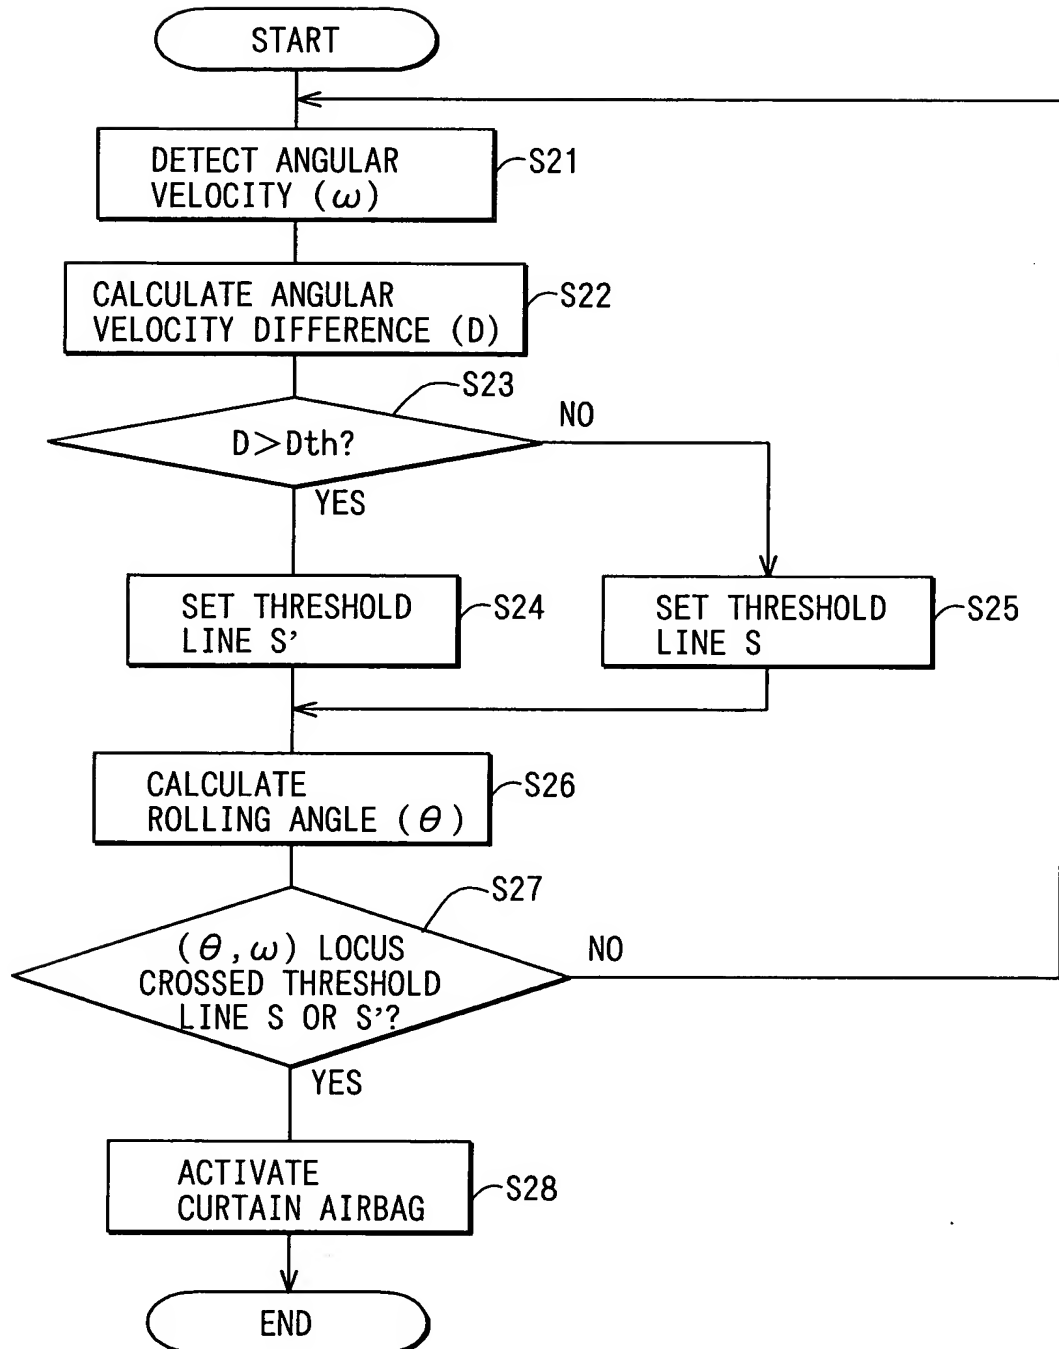 START
DETECT ANGULAR
VELOCITY (ω)
S21
CALCULATE ANGULAR
VELOCITY DIFFERENCE (D)
S22
S23
D>Dth?
NO
YES
SET THRESHOLD
LINE S'
S24
SET THRESHOLD
LINE S
S25
CALCULATE
ROLLING ANGLE (θ)
S26
S27
(θ, ω) LOCUS
CROSSED THRESHOLD
LINE S OR S'?
NO
YES
ACTIVATE
CURTAIN AIRBAG
S28
END